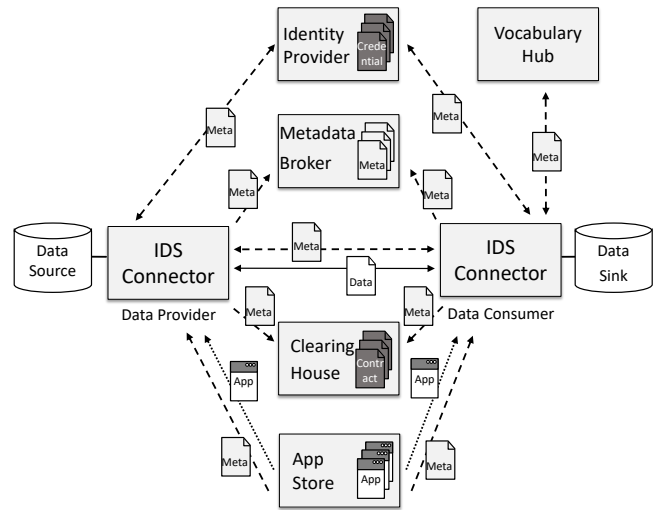 Identity
Provider
Cred
ential
Vocabulary
Hub
Meta
Meta
Metadata
Broker
Meta
Meta
Meta
Meta
Data
Source
IDS
Connector
Meta
Data
IDS
Connector
Data
Sink
Data Provider
Meta
Meta
Data Consumer
Clearing
House
Contr
act
App
App
Meta
App
Store
App
Meta